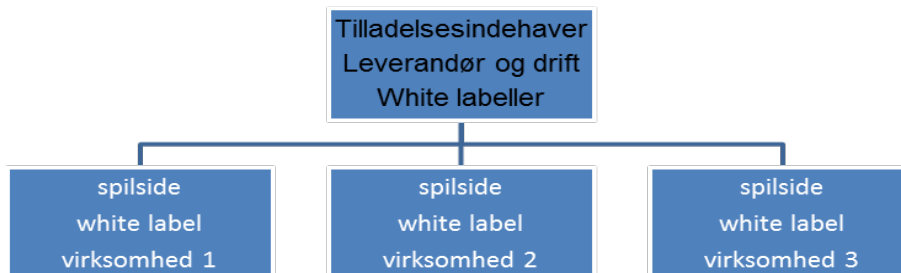 Tilladelsesindehaver
Leverandør og drift
White labeller
spilside
white label
virksomhed 1
spilside
white label
virksomhed 2
spilside
white label
virksomhed 3